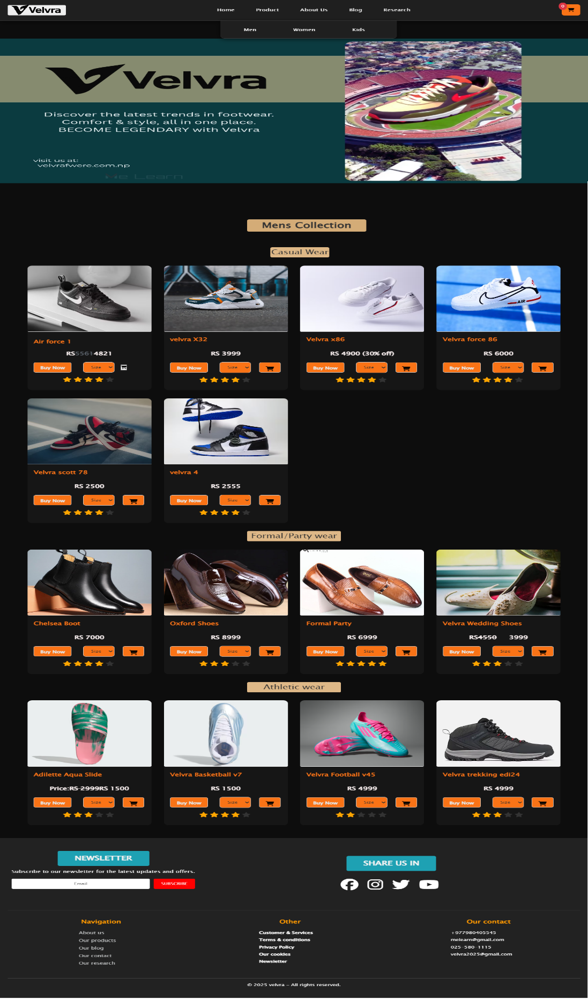 Velvra
Home Product About Us Blog Research
0
Men Women Kids
Velvra
Discover the latest trends in footwear.
Comfort & style, all in one place.
BECOME LEGENDARY with Velvra
visit us at:
velvrafwere.com.np
Me Learn
Mens Collection
Casual Wear
AIR
Air force 1 velvra X32 Velvra x86 Velvra force 86
RS55614821 RS 3999 RS 4900 (30% off) RS 6000
Buy Now Size Buy Now Size Buy Now Size Buy Now Size
Velvra scott 78 velvra 4
RS 2500 RS 2555
Buy Now Size Buy Now Size
Formal/Party wear
Chelsea Boot Oxford Shoes Formal Party Velvra Wedding Shoes
RS 7000 RS 8999 RS 6999 RS4550 3999
Buy Now Size Buy Now Size Buy Now Size Buy Now Size
Athletic wear
Adilette Aqua Slide Velvra Basketball v7 Velvra Football v45 Velvra trekking edi24
Price:RS 2999RS 1500 RS 1500 RS 4999 RS 4999
Buy Now Size Buy Now Size Buy Now Size Buy Now Size
NEWSLETTER
Subscribe to our newsletter for the latest updates and offers.
Email SUBSCRIBE
SHARE US IN
Navigation
About us
Our products
Our blog
Our contact
Our research
Other
Customer & Services
Terms & conditions
Privacy Policy
Our cookies
Newsletter
Our contact
+977980405545
melearn@gmail.com
025-580-1115
velvra2025@gmail.com
© 2025 velvra – All rights reserved.